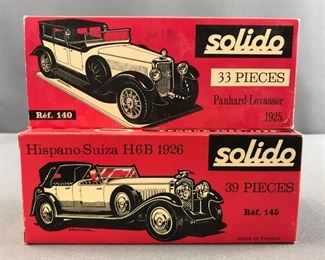 solido
33 PIECES
Panhard-Levassor
1925
Réf. 140
Hispano-Suiza H6B 1926
solido
39 PIECES
Réf. 145
MADE IN FRANCE